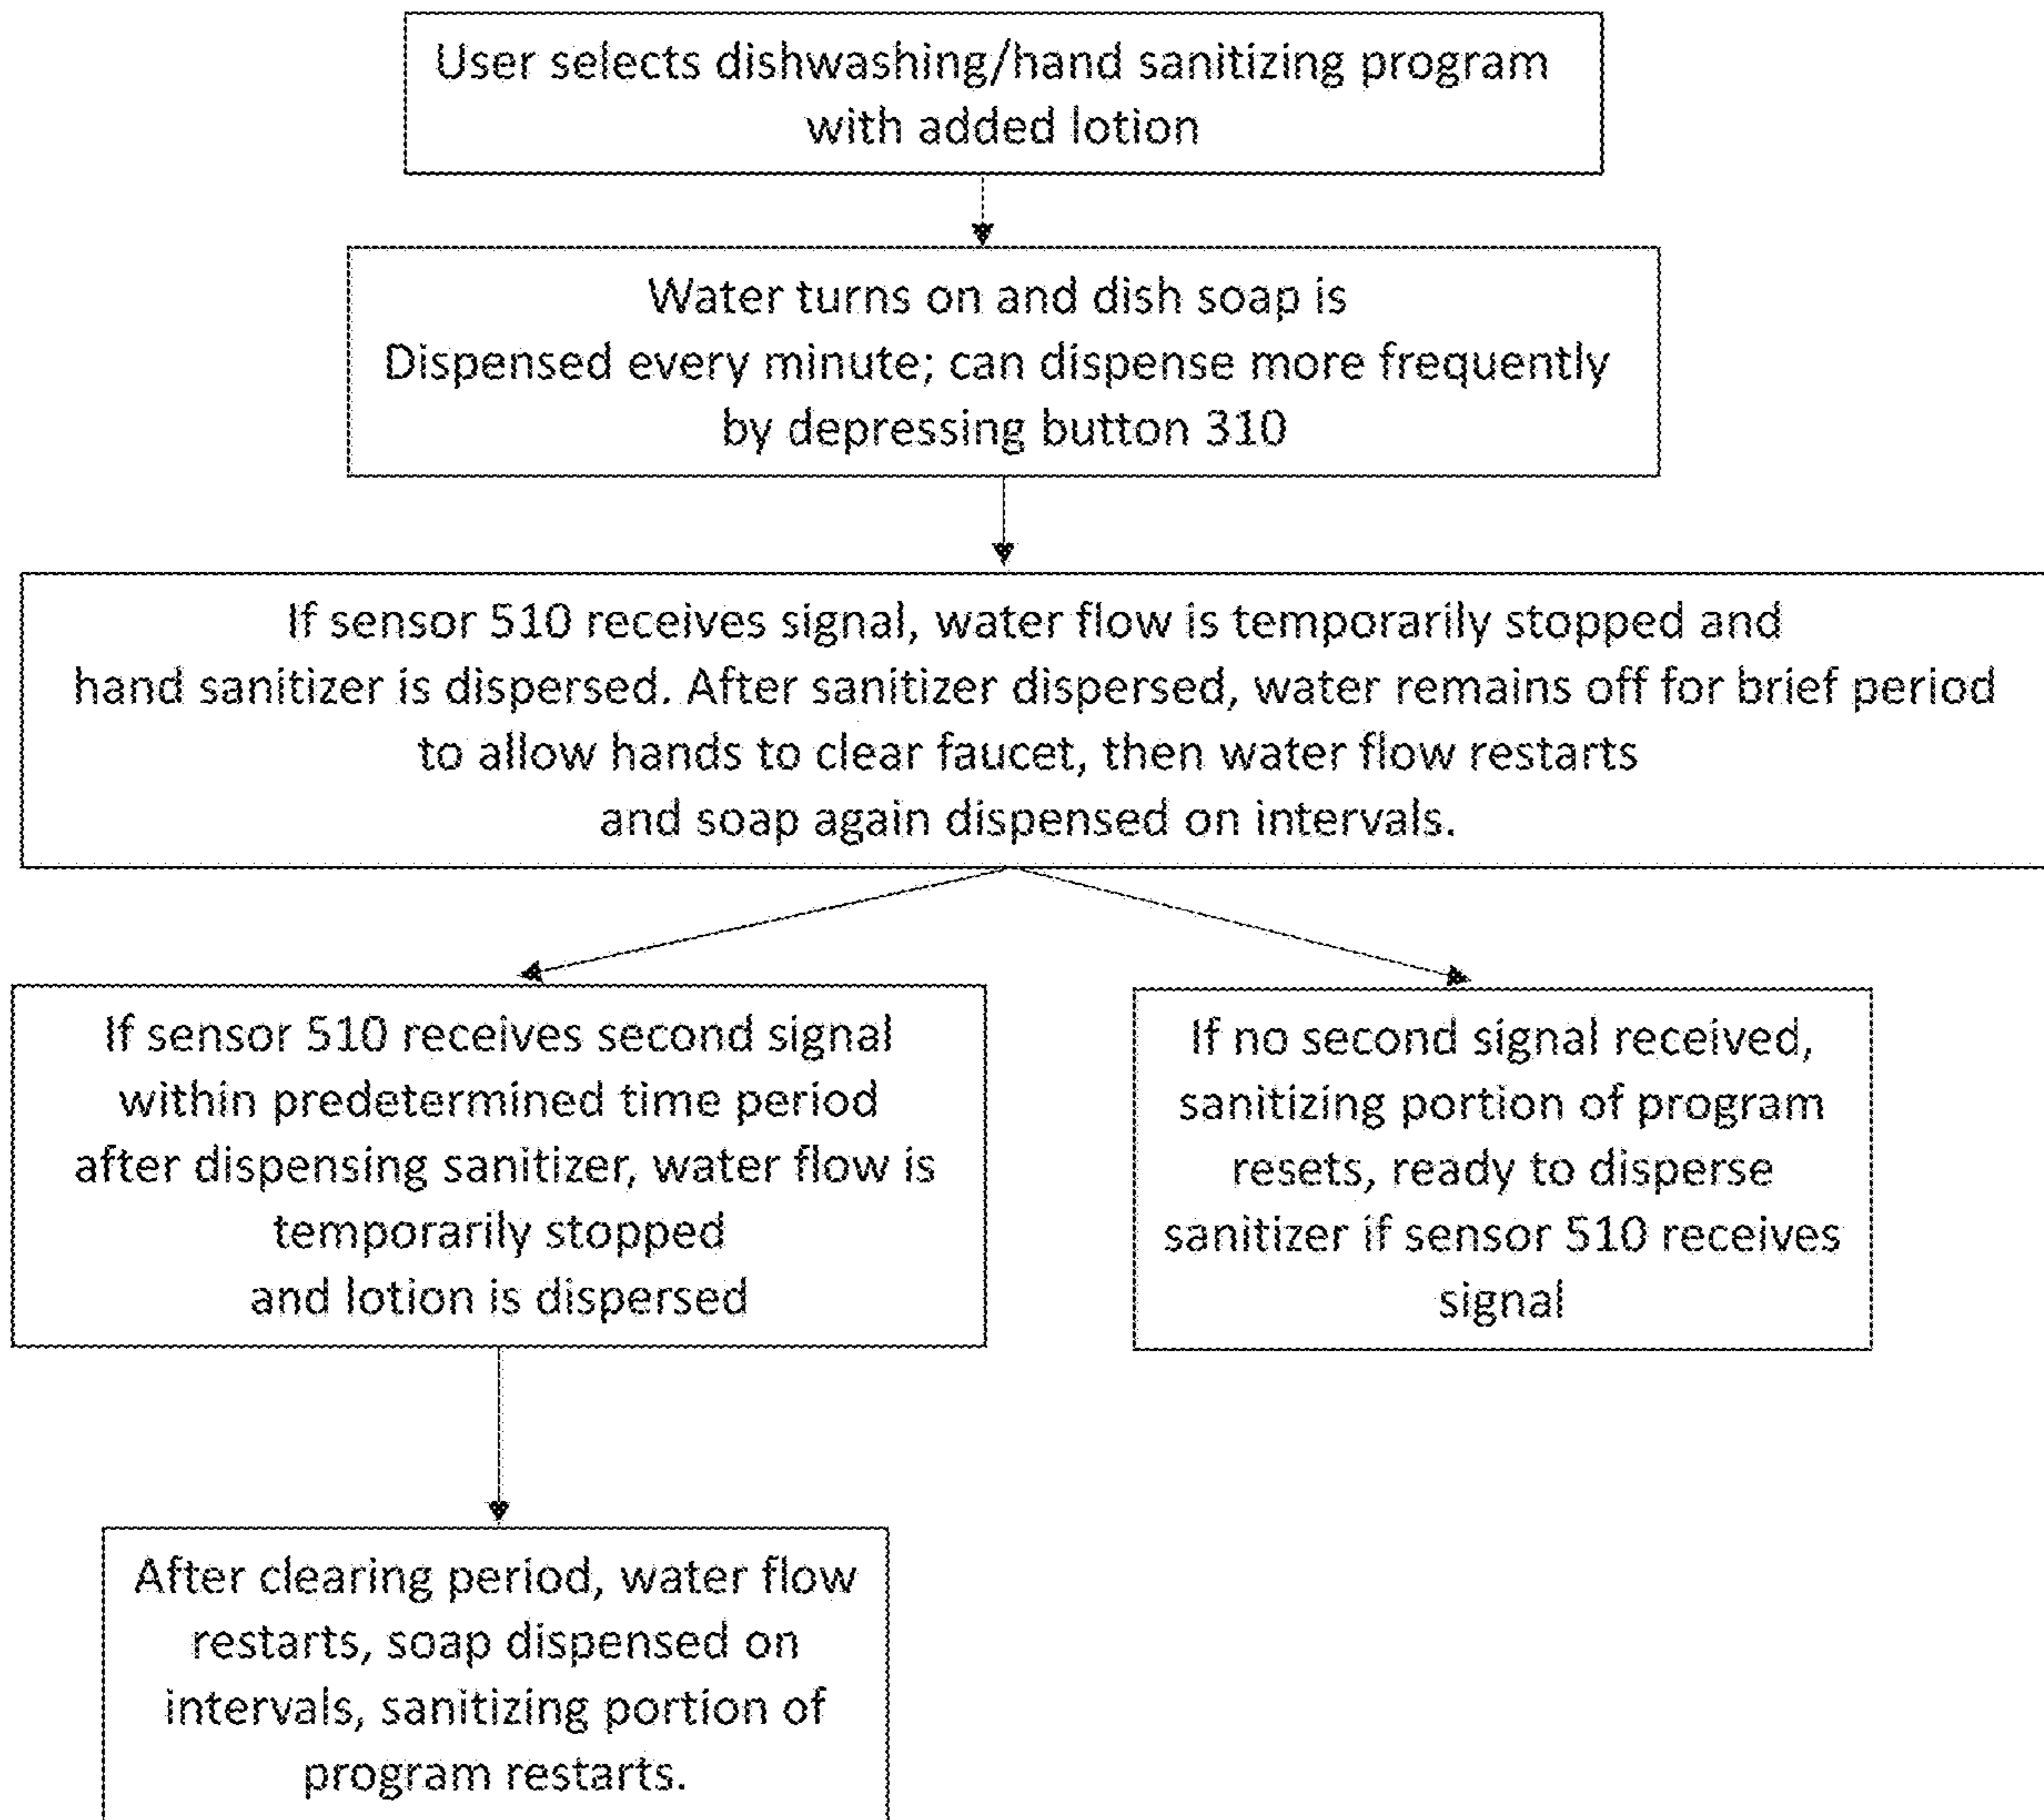 User selects dishwashing/hand sanitizing program
with added lotion
Water turns on and dish soap is
Dispensed every minute; can dispense more frequently
by depressing button 310
If sensor 510 receives signal, water flow is temporarily stopped and
hand sanitizer is dispersed. After sanitizer dispersed, water remains off for brief period
to allow hands to clear faucet, then water flow restarts
and soap again dispensed on intervals.
If sensor 510 receives second signal
within predetermined time period
after dispensing sanitizer, water flow is
temporarily stopped
and lotion is dispersed
If no second signal received,
sanitizing portion of program
resets, ready to disperse
sanitizer if sensor 510 receives
signal
After clearing period, water flow
restarts, soap dispensed on
intervals, sanitizing portion of
program restarts.